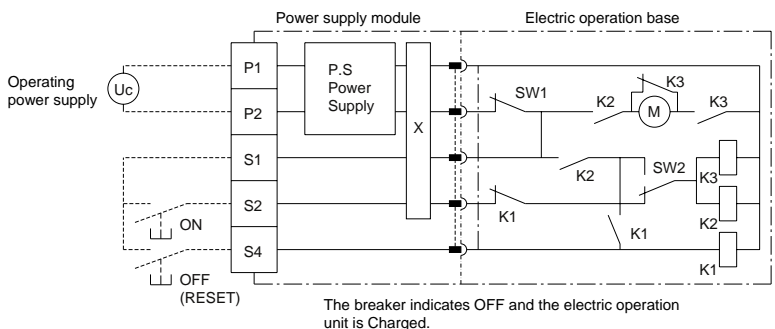 Power supply module
Electric operation base
Operating
power supply
Uc
P1
P2
S1
S2
S4
P.S
Power
Supply
X
SW1
K2
K3
M
K3
K2
SW2
K3
K1
K1
K2
K1
ON
OFF
(RESET)
The breaker indicates OFF and the electric operation
unit is Charged.